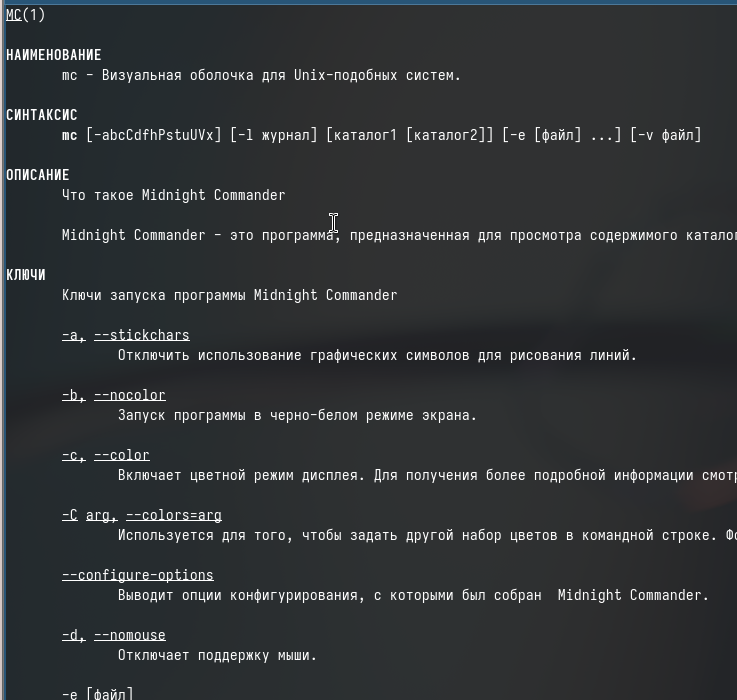 MC(1)
НАИМЕНОВАНИЕ
mc - Визуальная оболочка для Unix-подобных систем.
СИНТАКСИС
mc [-abcCdfhPstuUVx] [-l журнал] [каталог1 [каталог2]] [-e [файл] ...] [-v файл]
ОПИСАНИЕ
Что такое Midnight Commander
Midnight Commander - это программа, предназначенная для просмотра содержимого
КЛЮЧИ
Ключи запуска программы Midnight Commander
-a, --stickchars
Отключить использование графических символов для рисования линий.
-b, --nocolor
Запуск программы в черно-белом режиме экрана.
-c, --color
Включает цветной режим дисплея. Для получения более подробной информации
-C arg, --colors=arg
Используется для того, чтобы задать другой набор цветов в командной строке.
--configure-options
Выводит опции конфигурирования, с которыми был собран  Midnight Commander.
-d, --nomouse
Отключает поддержку мыши.
-e [файл]